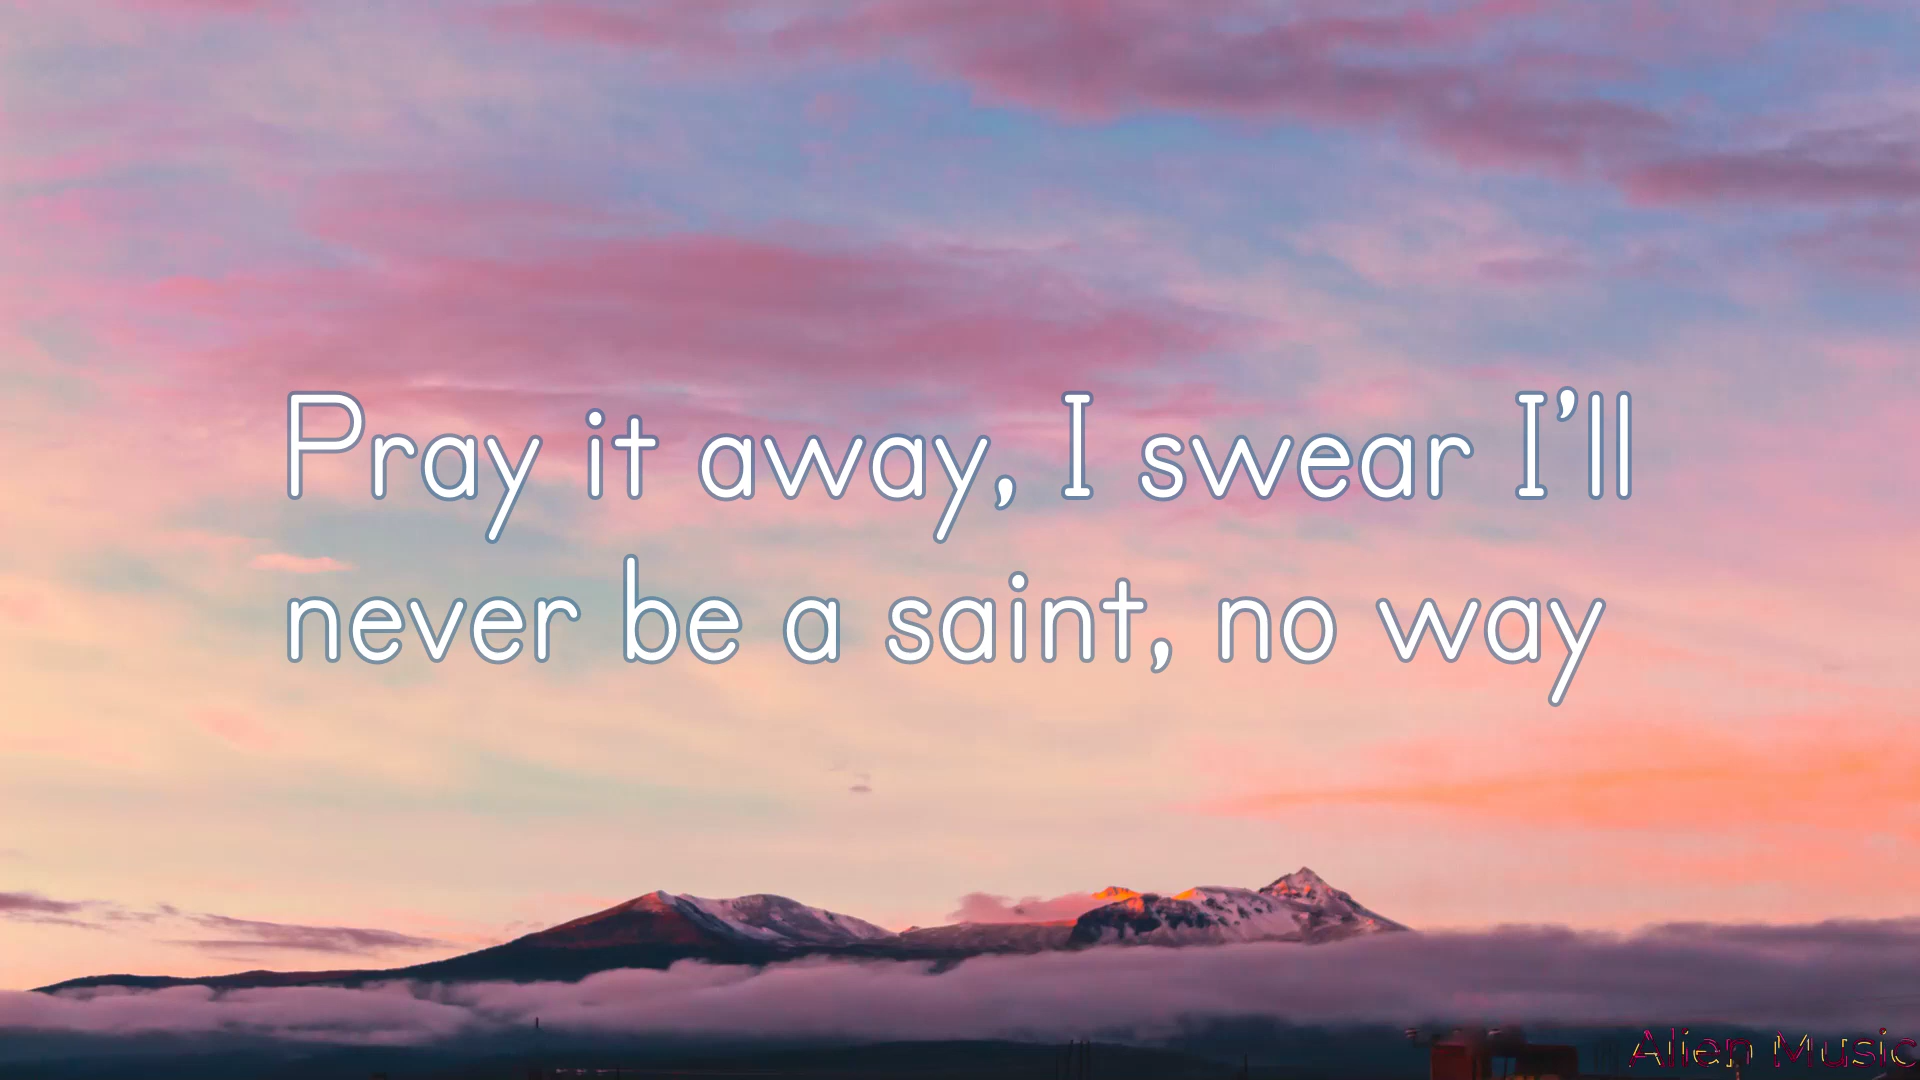 Pray it away, I swear I’ll
never be a saint, no way
Alien Music